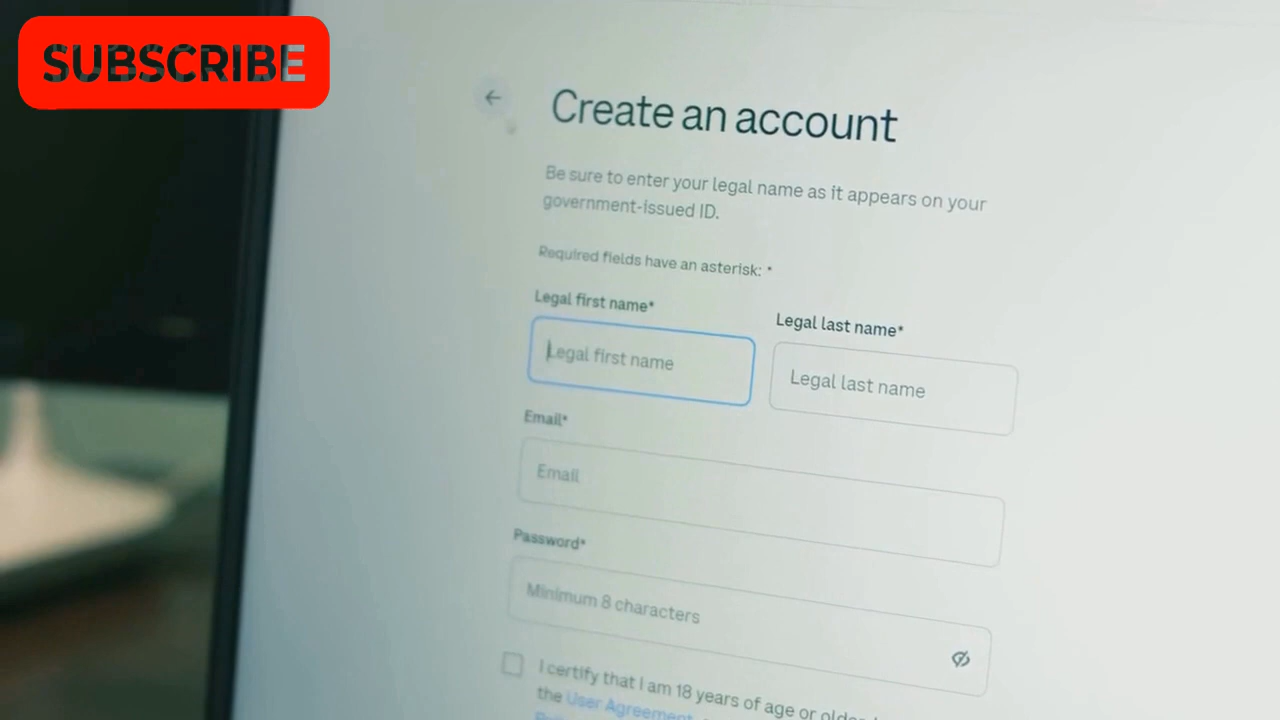 SUBSCRIBE
Create an account
Be sure to enter your legal name as it appears on your
government-issued ID.
Required fields have an asterisk: *
Legal first name*
Legal last name*
Legal first name
Legal last name
Email*
Email
Password*
Minimum 8 characters
I certify that I am 18 years of age or older,
the User Agreement